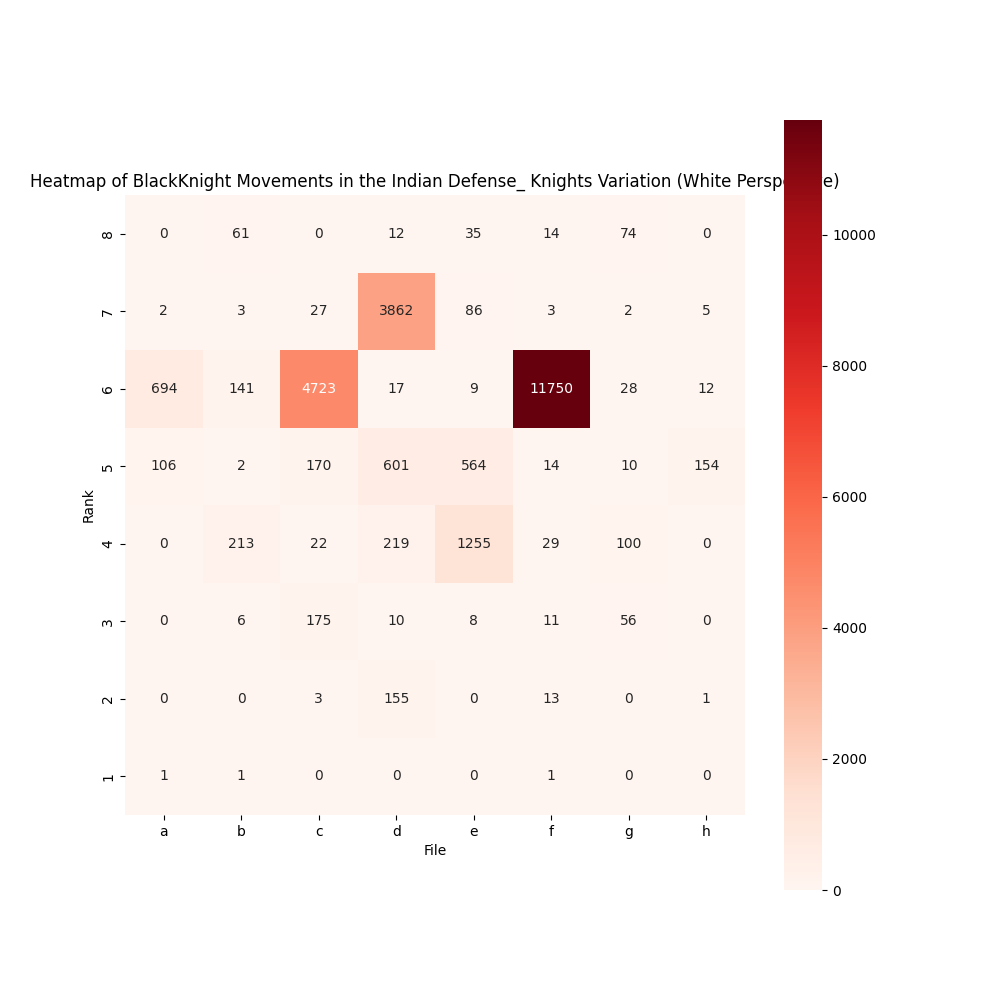 Heatmap of BlackKnight Movements in the Indian Defense_ Knights Variation (White Persp e)
8 0 61 0 12 35 14 74 0
10000
7 2 3 27 3862 86 3 2 5
8000
6 694 141 4723 17 9 11750 28 12
5 106 2 170 601 564 14 10 154
6000
Rank
4 0 213 22 219 1255 29 100 0
3 0 6 175 10 8 11 56 0
4000
2 0 0 3 155 0 13 0 1
2000
1 1 1 0 0 0 1 0 0
a b c d e f g h
File
0